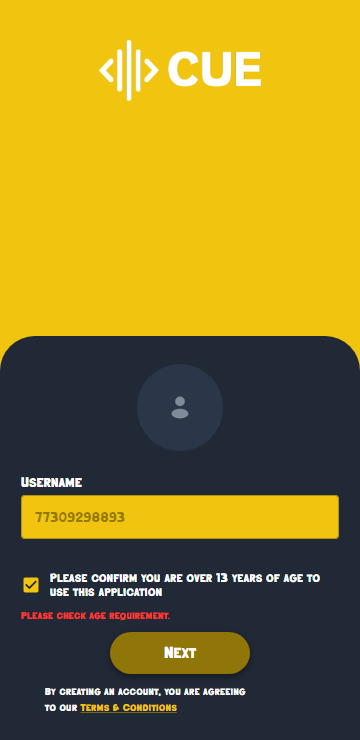 CUE
Username
77309298893
Please confirm you are over 13 years of age to
use this application
Please check age requirement.
Next
By creating an account, you are agreeing
to our Terms & Conditions